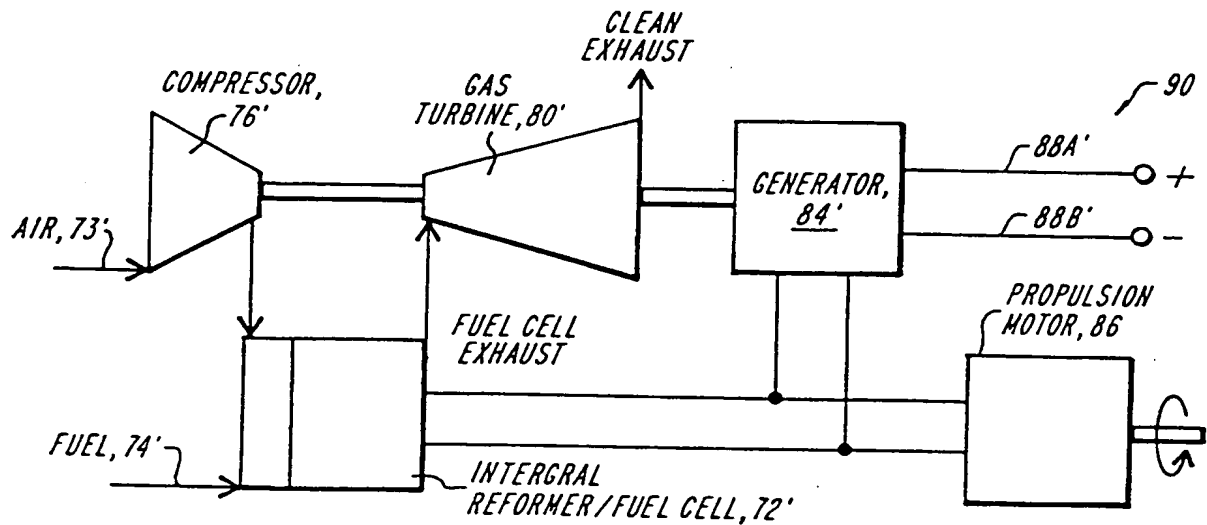 CLEAN
EXHAUST
COMPRESSOR,
76'
GAS
TURBINE, 80'
90
GENERATOR,
84'
88A'
+
88B'
-
AIR, 73'
PROPULSION
MOTOR, 86
FUEL CELL
EXHAUST
FUEL, 74'
INTERGRAL
REFORMER/FUEL CELL, 72'